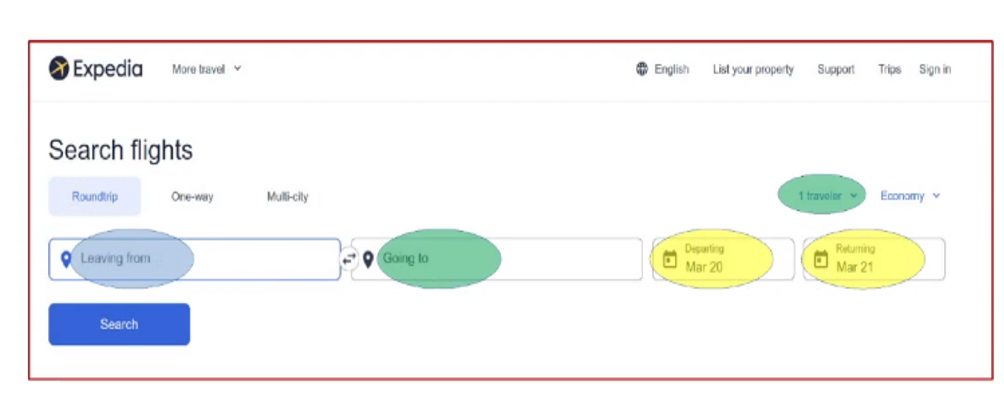 Expedia More travel English List your property Support Trips Sign in
Search flights
Roundtrip One-way Multi-city 1 traveler Economy
Leaving from Going to Departing Returning
Mar 20 Mar 21
Search